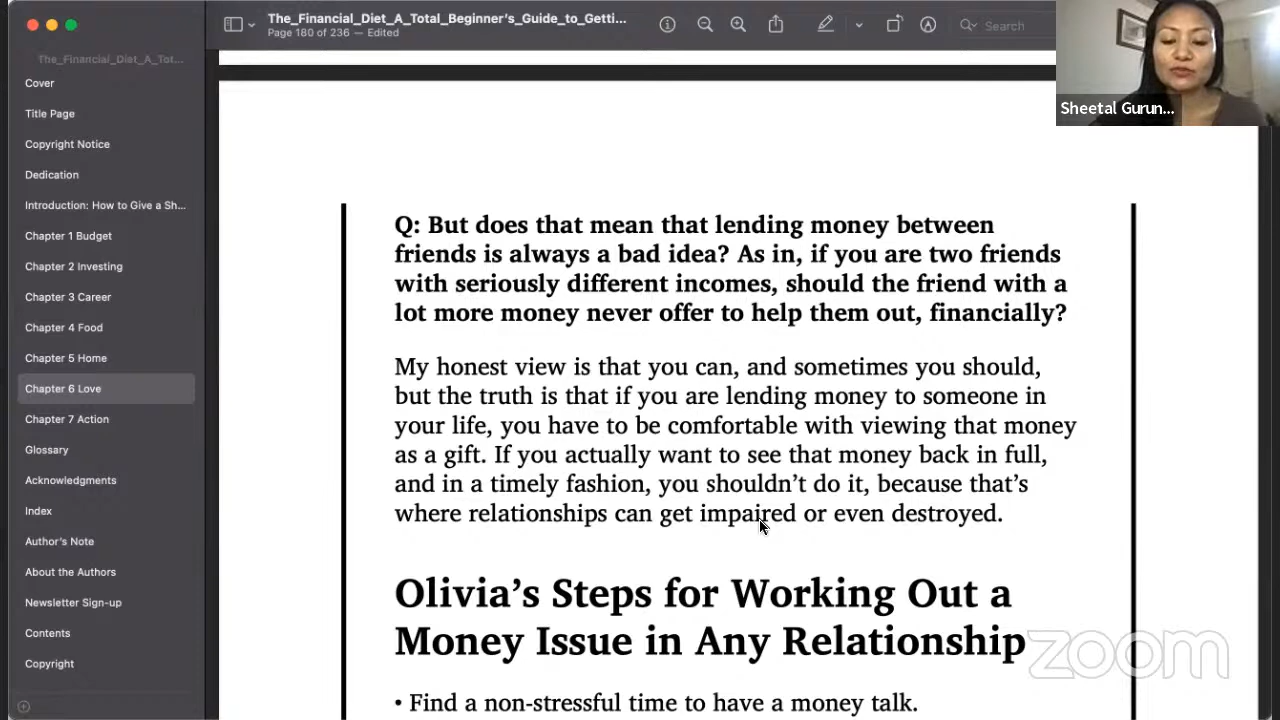 The_Financial_Diet_A_Total_Beginner's_Guide_to_Getti...
Page 180 of 236 — Edited
Search
The_Financial_Diet_A_Tot...
Cover
Title Page
Copyright Notice
Dedication
Introduction: How to Give a Sh...
Chapter 1 Budget
Chapter 2 Investing
Chapter 3 Career
Chapter 4 Food
Chapter 5 Home
Chapter 6 Love
Chapter 7 Action
Glossary
Acknowledgments
Index
Author's Note
About the Authors
Newsletter Sign-up
Contents
Copyright
Sheetal Gurun...
Q: But does that mean that lending money between
friends is always a bad idea? As in, if you are two friends
with seriously different incomes, should the friend with a
lot more money never offer to help them out, financially?
My honest view is that you can, and sometimes you should,
but the truth is that if you are lending money to someone in
your life, you have to be comfortable with viewing that money
as a gift. If you actually want to see that money back in full,
and in a timely fashion, you shouldn't do it, because that's
where relationships can get impaired or even destroyed.
Olivia's Steps for Working Out a
Money Issue in Any Relationship
• Find a non-stressful time to have a money talk.
zoom